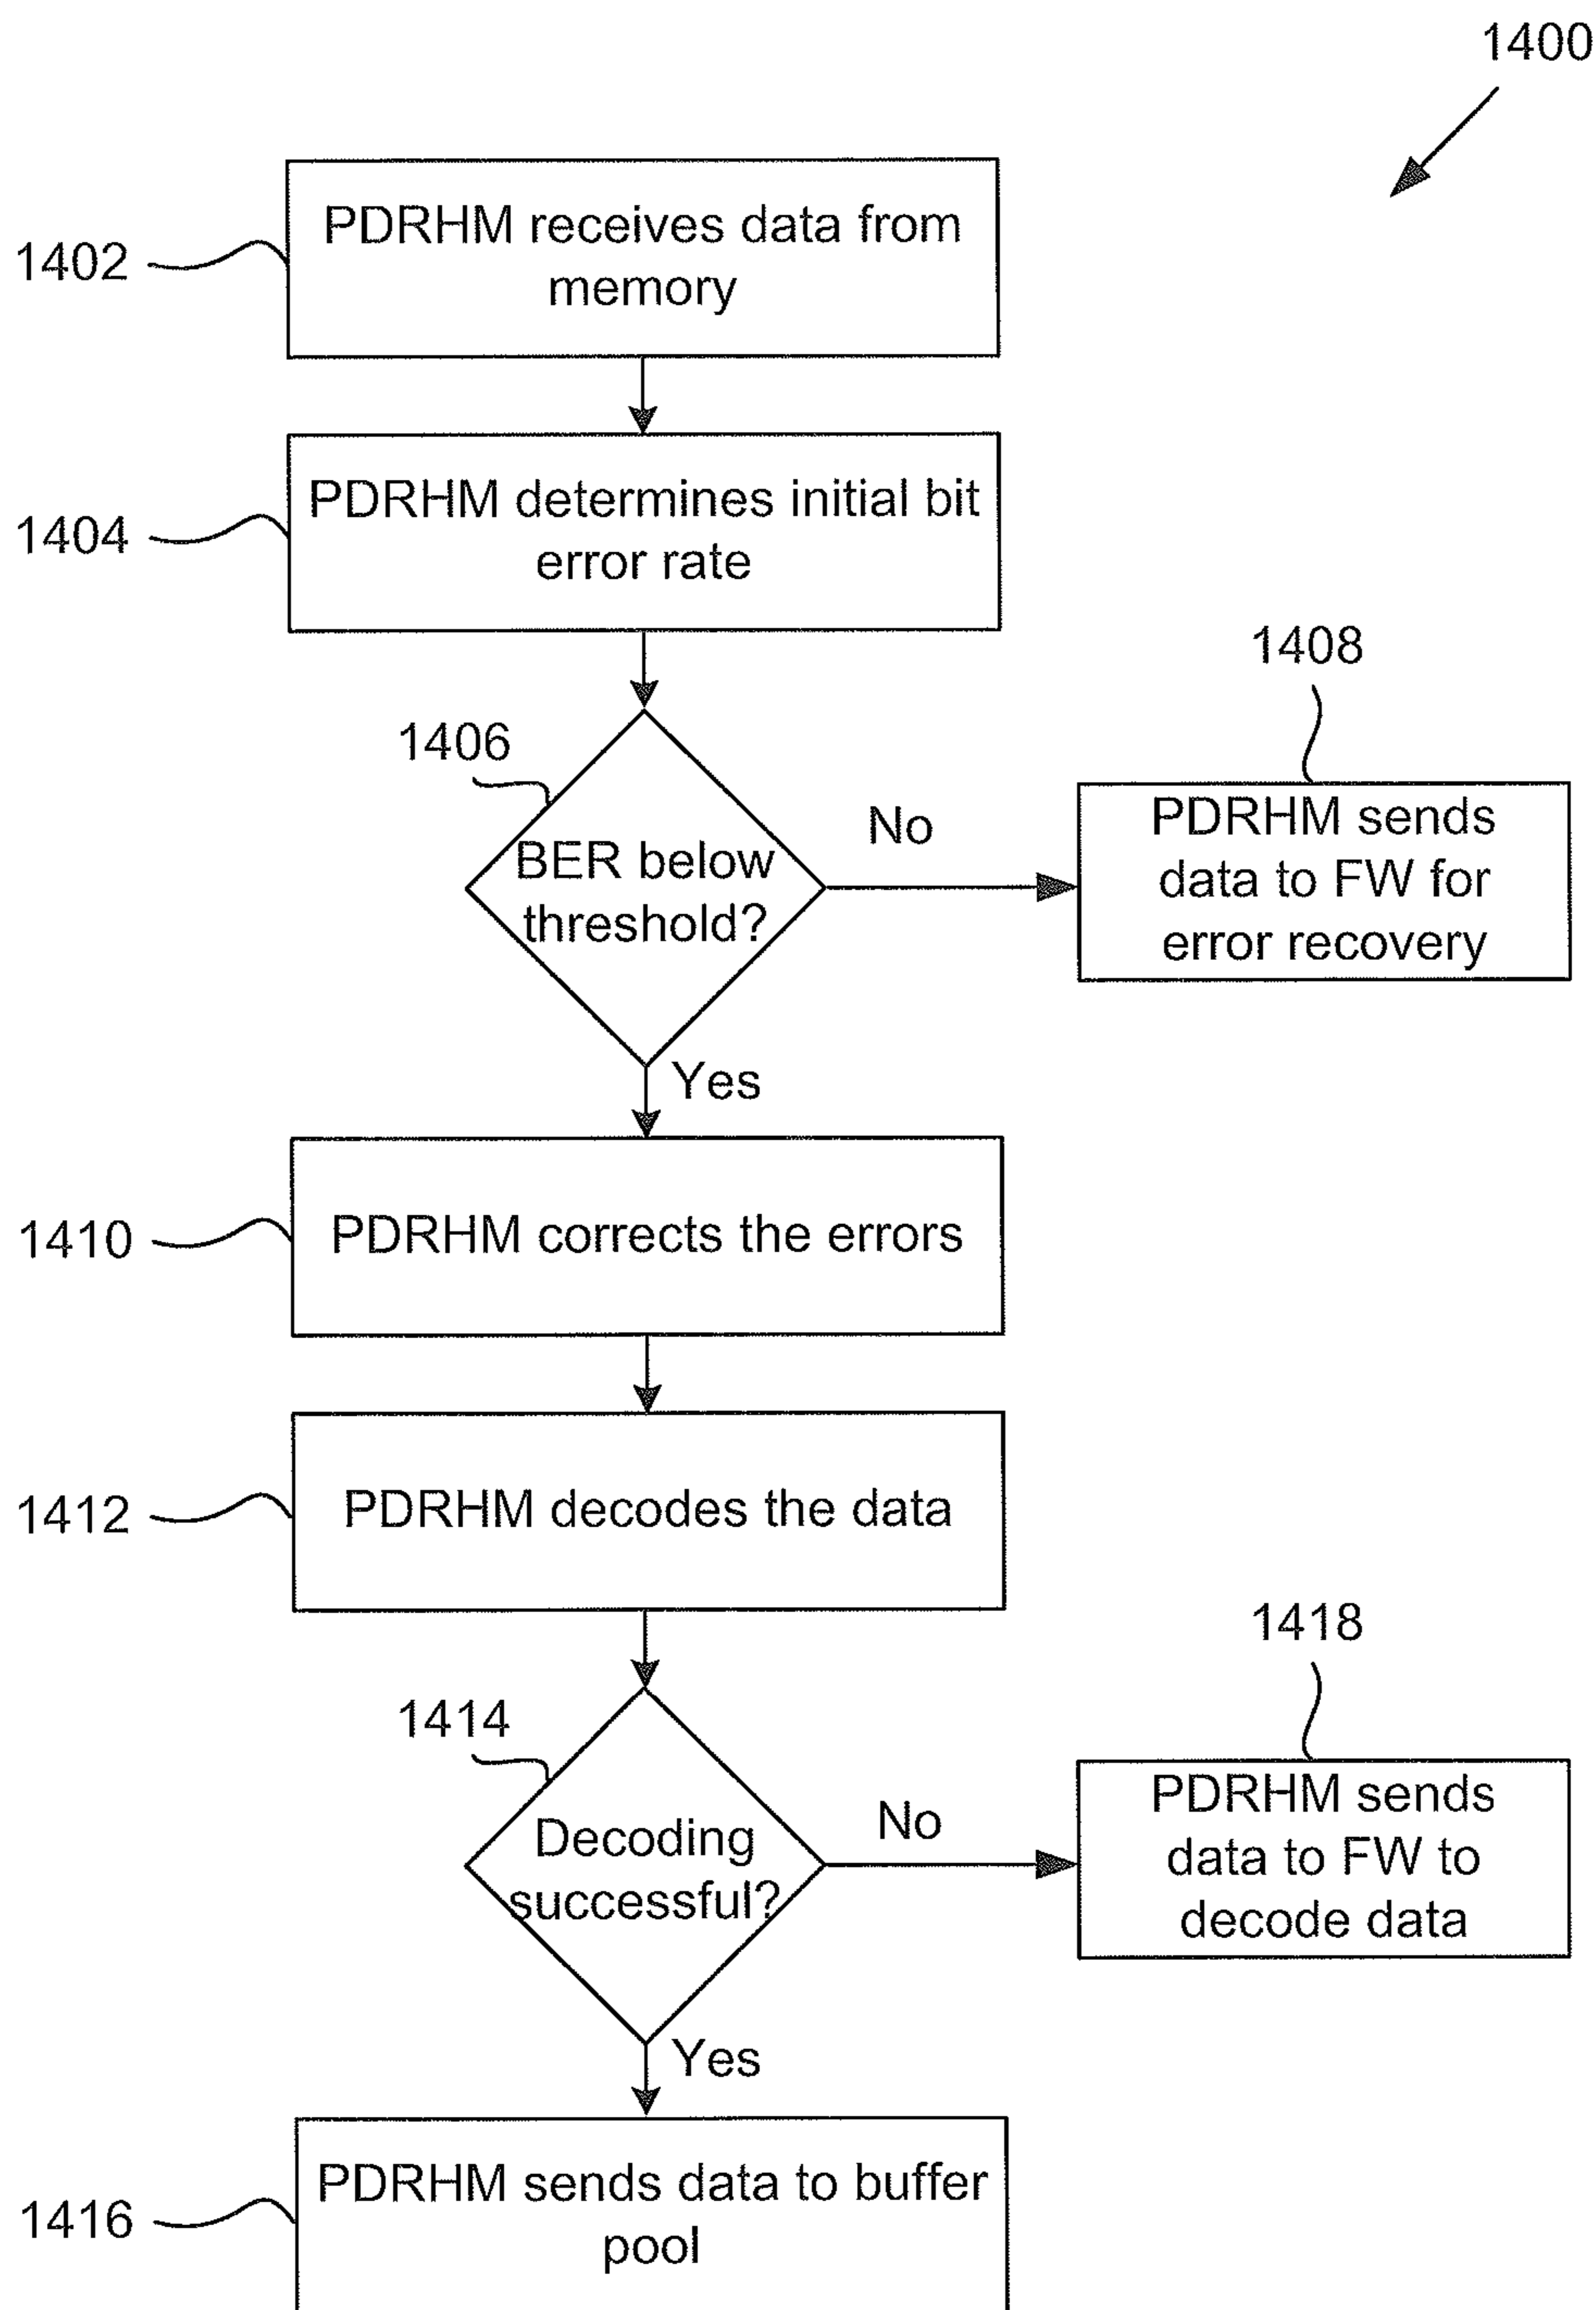 1400
1402
PDRHM receives data from
memory
1404
PDRHM determines initial bit
error rate
1406
BER below
threshold?
No
1408
PDRHM sends
data to FW for
error recovery
Yes
1410
PDRHM corrects the errors
1412
PDRHM decodes the data
1414
Decoding
successful?
No
1418
PDRHM sends
data to FW to
decode data
Yes
1416
PDRHM sends data to buffer
pool